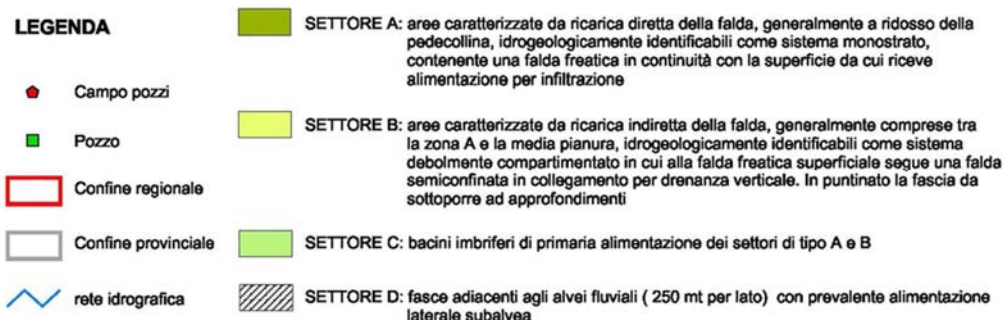 LEGENDA
Campo pozzi
Pozzo
Confine regionale
Confine provinciale
rete idrografica
SETTORE A: aree caratterizzate da ricarica diretta della falda, generalmente a ridosso della
pedecollina, idrogeologicamente identificabili come sistema monostrato,
contenente una falda freatica in continuità con la superficie da cui riceve
alimentazione per infiltrazione
SETTORE B: aree caratterizzate da ricarica indiretta della falda, generalmente comprese tra
la zona A e la media pianura, idrogeologicamente identificabili come sistema
debolmente compartimentato in cui alla falda freatica superficiale segue una falda
semiconfinata in collegamento per drenanza verticale. In puntinato la fascia da
sottoporre ad approfondimenti
SETTORE C: bacini imbriferi di primaria alimentazione dei settori di tipo A e B
SETTORE D: fasce adiacenti agli alvei fluviali ( 250 mt per lato) con prevalente alimentazione
laterale subalvea